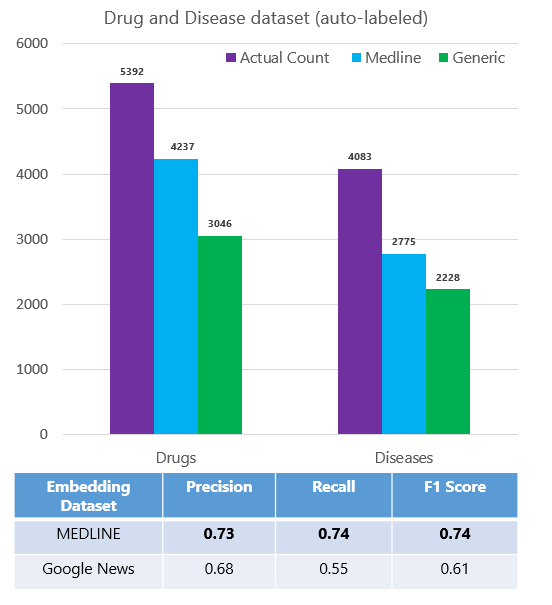 Drug and Disease dataset (auto-labeled)
6000
Actual Count Medline Generic
5392
5000
4237
4083
4000
3046
3000
2775
2228
2000
1000
0
Drugs Diseases
Embedding Dataset Precision Recall F1 Score
MEDLINE 0.73 0.74 0.74
Google News 0.68 0.55 0.61